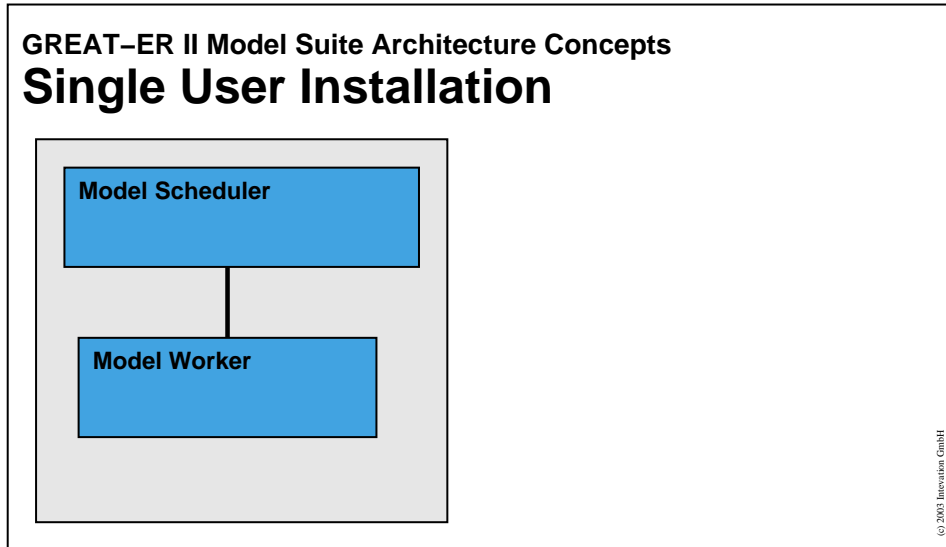 GREAT−ER II Model Suite Architecture Concepts
Single User Installation
Model Scheduler
Model Worker
(c) 2003 Intevation GmbH